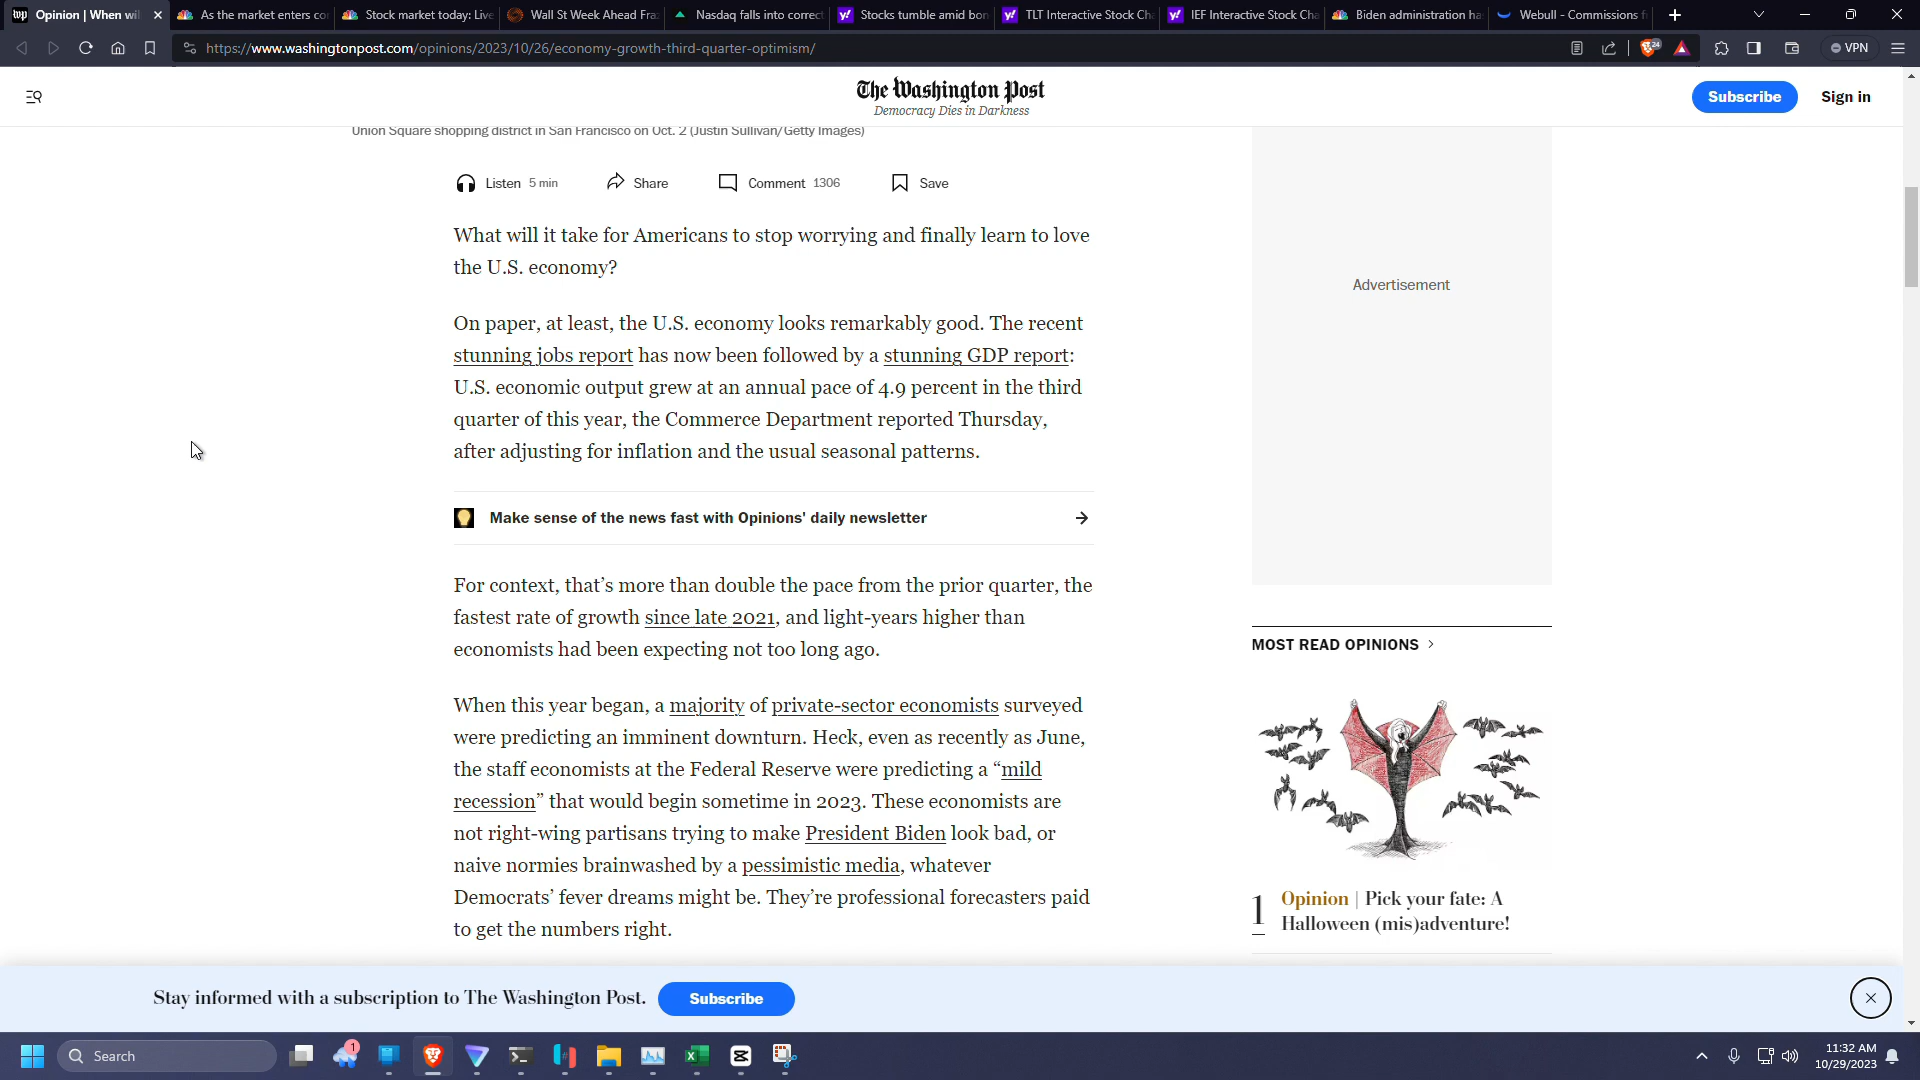 Opinion | When wil
As the market enters co
Stock market today: Live
Wall St Week Ahead Fra
Nasdaq falls into correct
Stocks tumble amid bon
TLT Interactive Stock Cha
IEF Interactive Stock Cha
Biden administration ha
Webull - Commissions f
https://www.washingtonpost.com/opinions/2023/10/26/economy-growth-third-quarter-optimism/
24
VPN
The Washington Post
Democracy Dies in Darkness
Subscribe
Sign in
Union Square shopping district in San Francisco on Oct. 2 (Justin Sullivan/Getty Images)
Listen 5 min
Share
Comment 1306
Save
What will it take for Americans to stop worrying and finally learn to love
the U.S. economy?
On paper, at least, the U.S. economy looks remarkably good. The recent
stunning jobs report has now been followed by a stunning GDP report:
U.S. economic output grew at an annual pace of 4.9 percent in the third
quarter of this year, the Commerce Department reported Thursday,
after adjusting for inflation and the usual seasonal patterns.
Make sense of the news fast with Opinions' daily newsletter
For context, that’s more than double the pace from the prior quarter, the
fastest rate of growth since late 2021, and light-years higher than
economists had been expecting not too long ago.
When this year began, a majority of private-sector economists surveyed
were predicting an imminent downturn. Heck, even as recently as June,
the staff economists at the Federal Reserve were predicting a “mild
recession” that would begin sometime in 2023. These economists are
not right-wing partisans trying to make President Biden look bad, or
naive normies brainwashed by a pessimistic media, whatever
Democrats’ fever dreams might be. They’re professional forecasters paid
to get the numbers right.
Advertisement
MOST READ OPINIONS >
1
Opinion | Pick your fate: A
Halloween (mis)adventure!
Stay informed with a subscription to The Washington Post.
Subscribe
Search
1
11:32 AM
10/29/2023